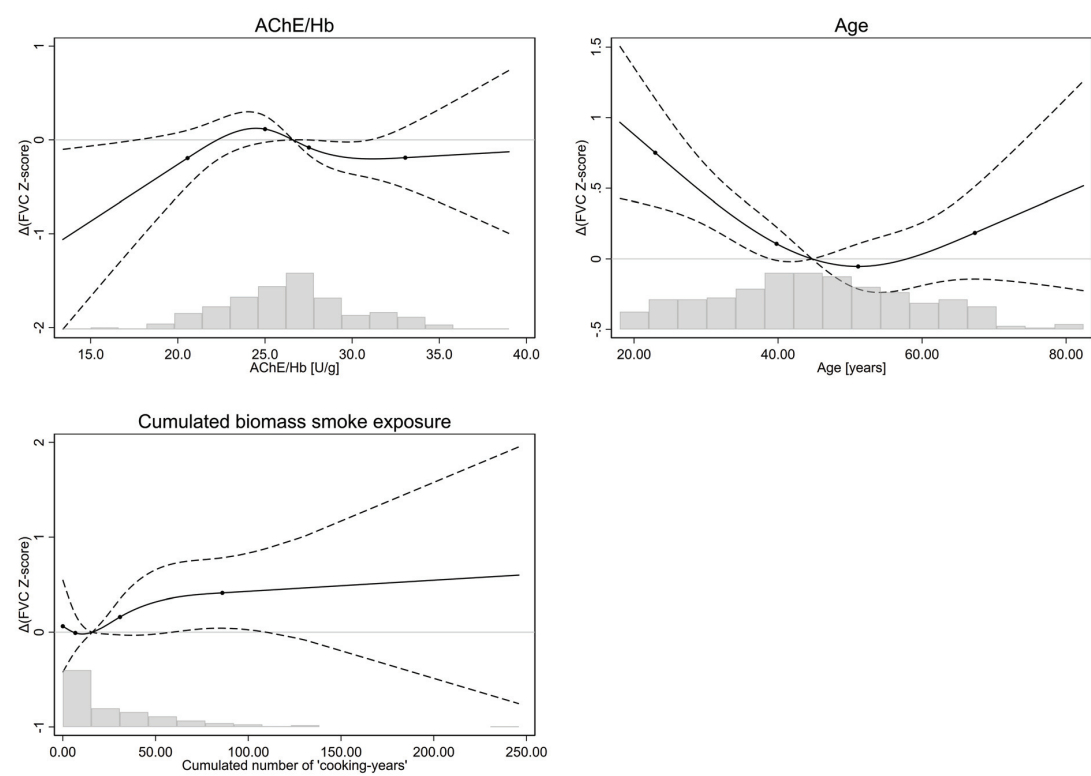 AChE/Hb
Δ(FVC Z-score)
1
0
-1
-2
15.0 20.0 25.0 30.0 35.0 40.0
AChE/Hb [U/g]
Age
Δ(FVC Z-score)
1.5
1
.5
0
-.5
20.00 40.00 60.00 80.00
Age [years]
Cumulated biomass smoke exposure
Δ(FVC Z-score)
2
1
0
-1
0.00 50.00 100.00 150.00 200.00 250.00
Cumulated number of 'cooking-years'